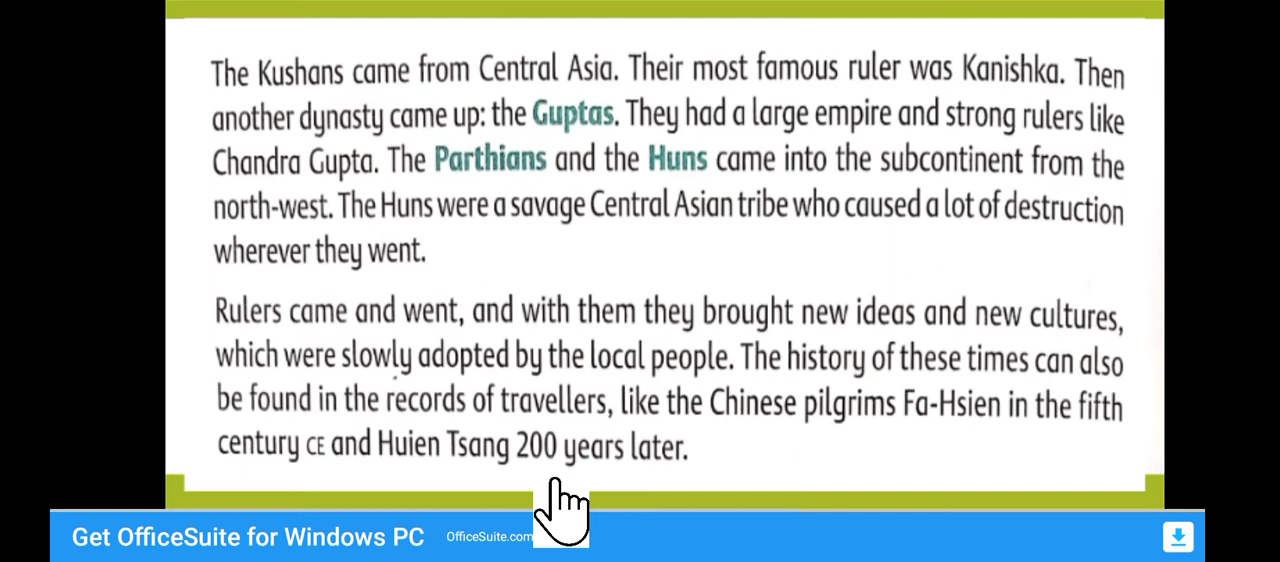 The Kushans came from Central Asia. Their most famous ruler was Kanishka. Then
another dynasty came up: the Guptas. They had a large empire and strong rulers like
Chandra Gupta. The Parthians and the Huns came into the subcontinent from the
north-west. The Huns were a savage Central Asian tribe who caused a lot of destruction
wherever they went.
Rulers came and went, and with them they brought new ideas and new cultures,
which were slowly adopted by the local people. The history of these times can also
be found in the records of travellers, like the Chinese pilgrims Fa-Hsien in the fifth
century CE and Huien Tsang 200 years later.
Get OfficeSuite for Windows PC OfficeSuite.com